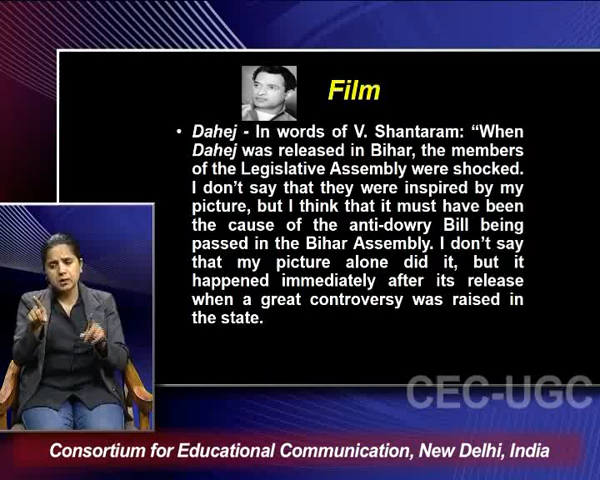 Film
• Dahej - In words of V. Shantaram: “When
Dahej was released in Bihar, the members
of the Legislative Assembly were shocked.
I don’t say that they were inspired by my
picture, but I think that it must have been
the cause of the anti-dowry Bill being
passed in the Bihar Assembly. I don’t say
that my picture alone did it, but it
happened immediately after its release
when a great controversy was raised in
the state.
CEC-UGC
Consortium for Educational Communication, New Delhi, India